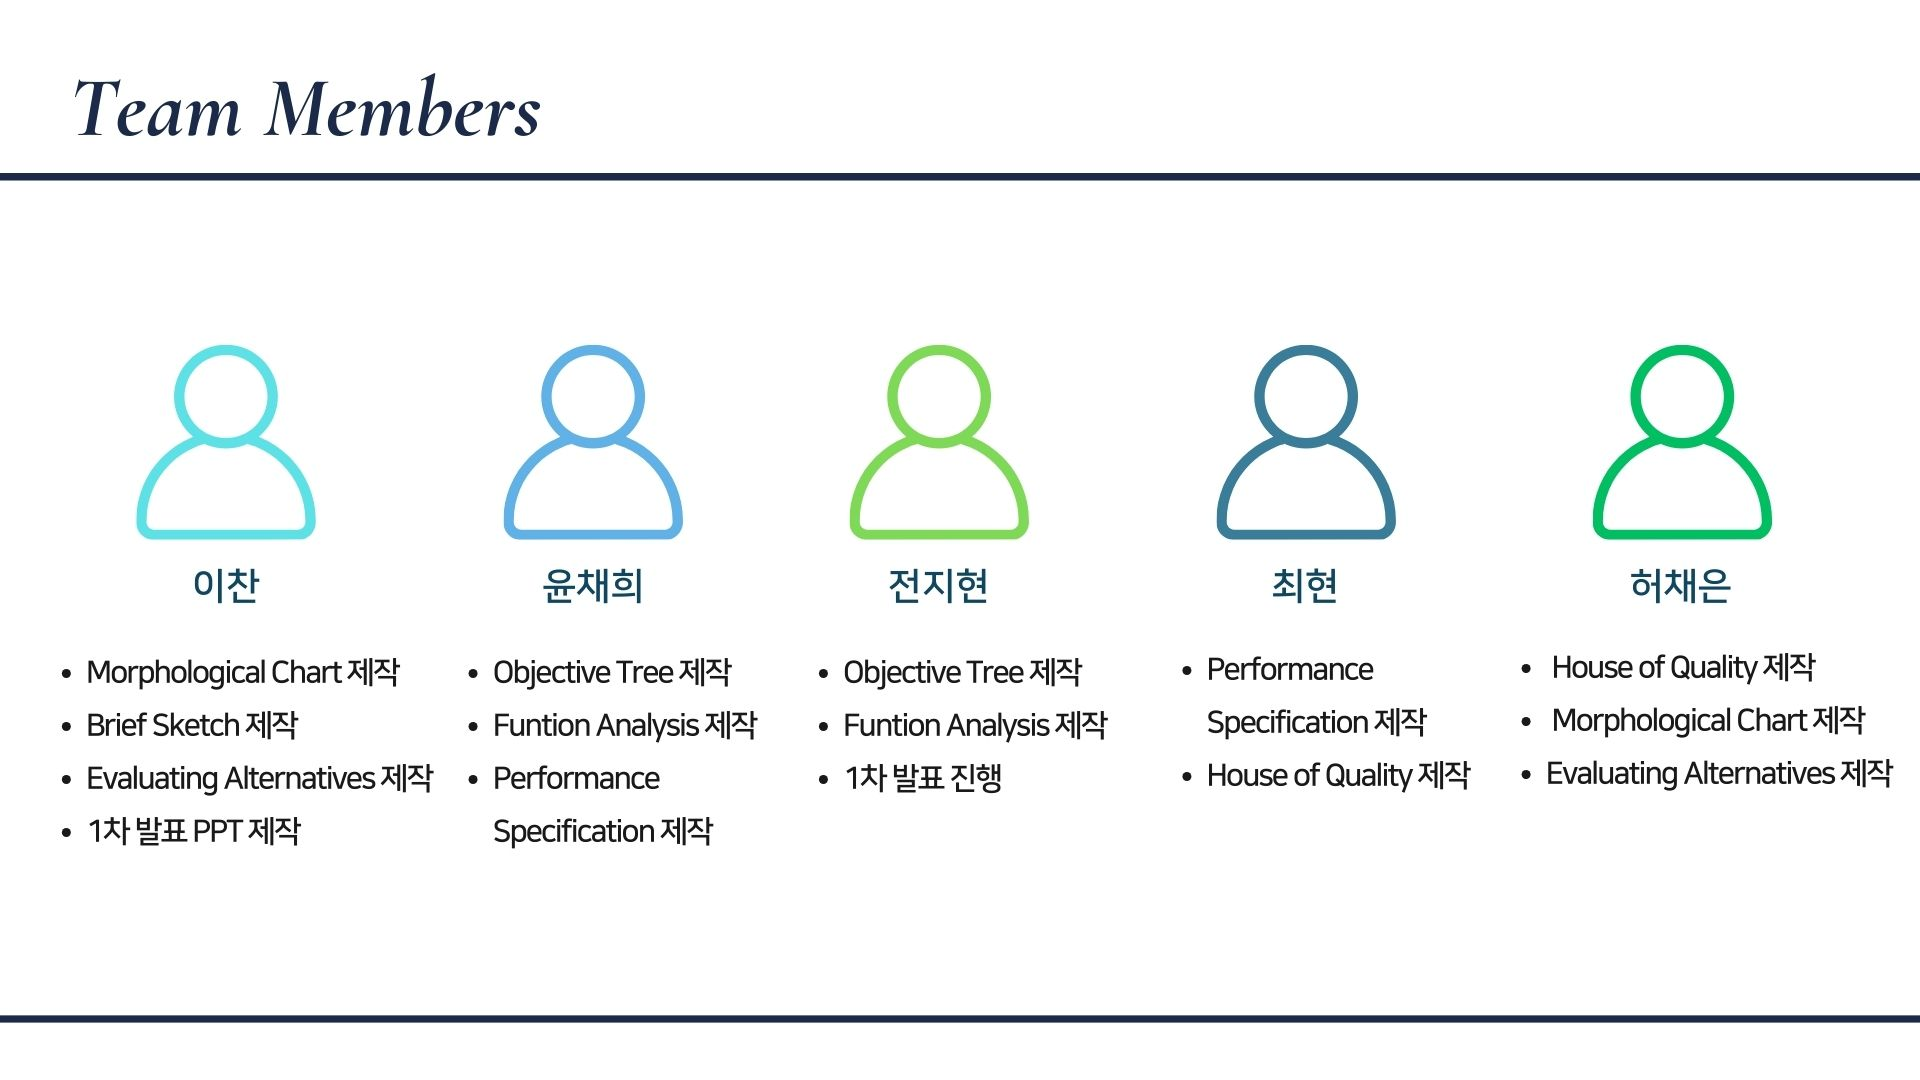 Team Members
이찬
• Morphological Chart 제작
• Brief Sketch 제작
• Evaluating Alternatives 제작
• 1차 발표 PPT 제작
윤채희
• Objective Tree 제작
• Funtion Analysis 제작
• Performance
Specification 제작
전지현
• Objective Tree 제작
• Funtion Analysis 제작
• 1차 발표 진행
최현
• Performance
Specification 제작
• House of Quality 제작
허채은
• House of Quality 제작
• Morphological Chart 제작
• Evaluating Alternatives 제작